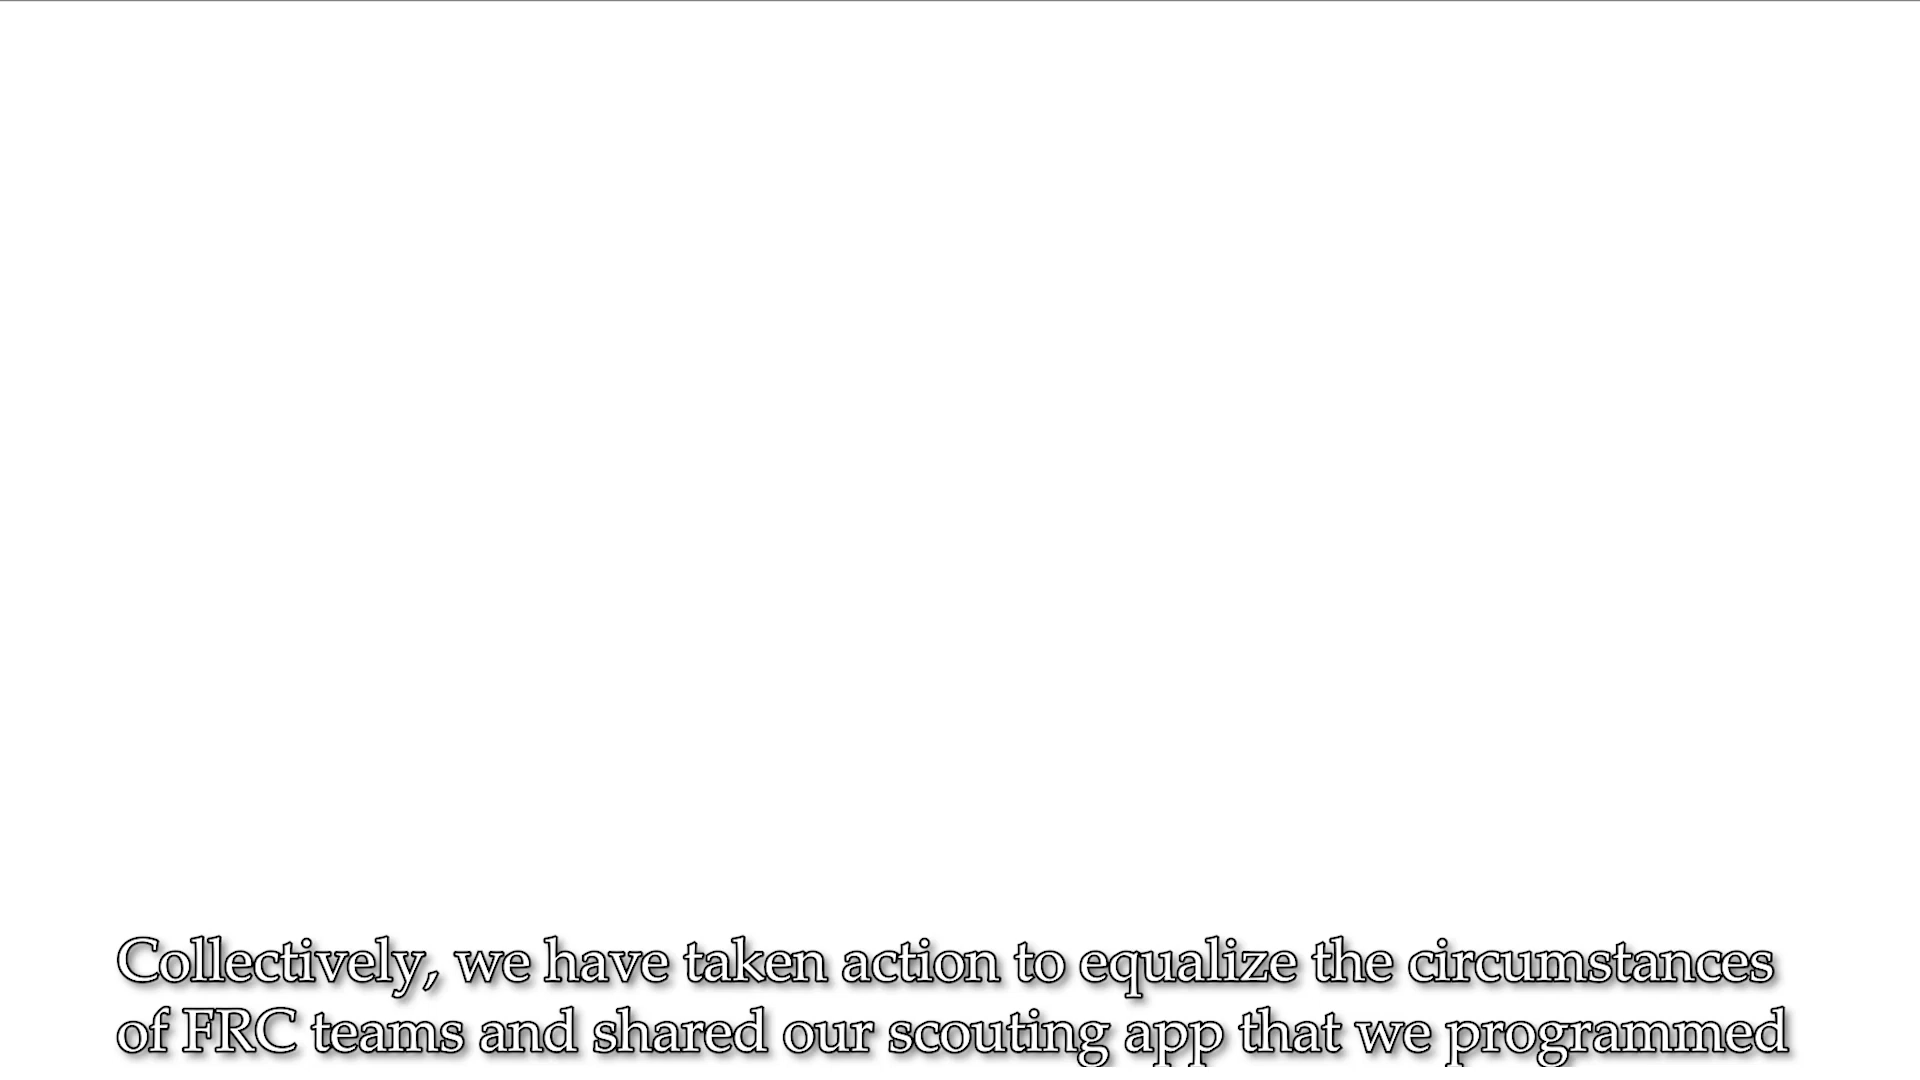 Collectively, we have taken action to equalize the circumstances
of FRC teams and shared our scouting app that we programmed